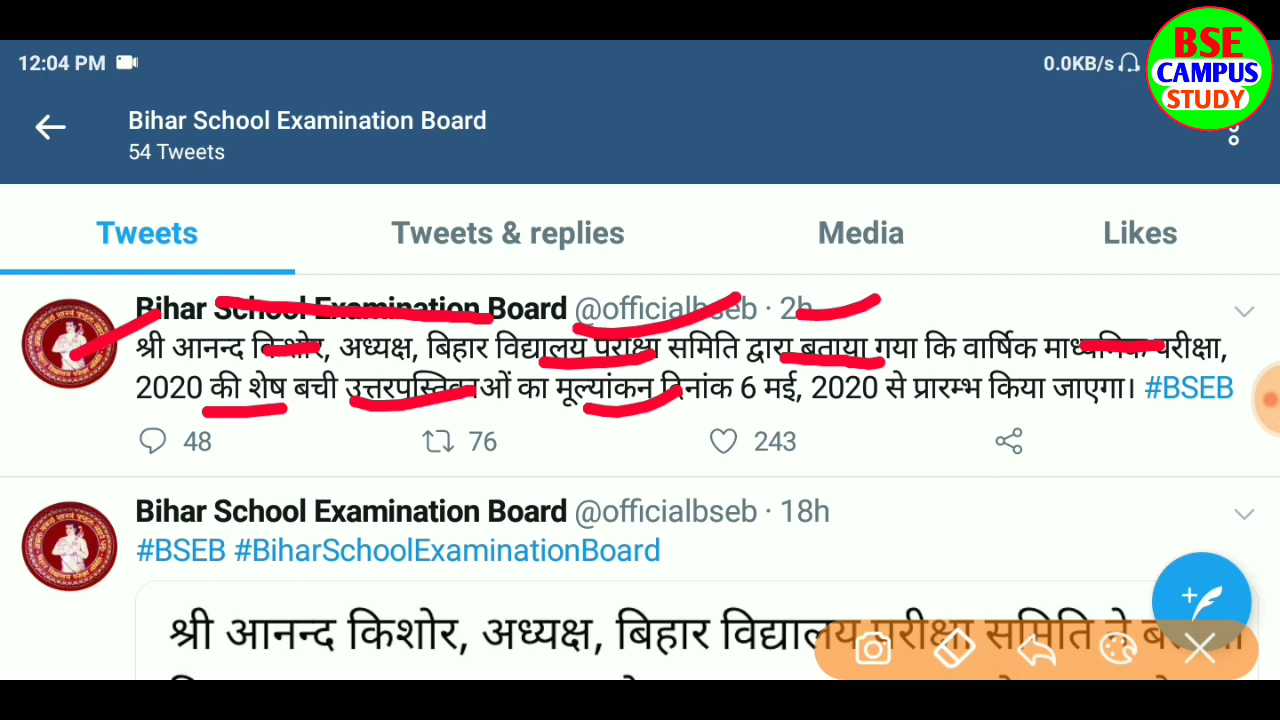 12:04 PM
0.0KB/s
BSE
CAMPUS
STUDY
Bihar School Examination Board
54 Tweets
Tweets
Tweets & replies
Media
Likes
Bihar School Examination Board @officialbseb · 2h
श्री आनन्द किशोर, अध्यक्ष, बिहार विद्यालय परीक्षा समिति द्वारा बताया गया कि वार्षिक माध्यमिक परीक्षा,
2020 की शेष बची उत्तरपुस्तिकाओं का मूल्यांकन दिनांक 6 मई, 2020 से प्रारम्भ किया जाएगा। #BSEB
48
76
243
Bihar School Examination Board @officialbseb · 18h
#BSEB #BiharSchoolExaminationBoard
श्री आनन्द किशोर, अध्यक्ष, बिहार विद्यालय परीक्षा समिति ने